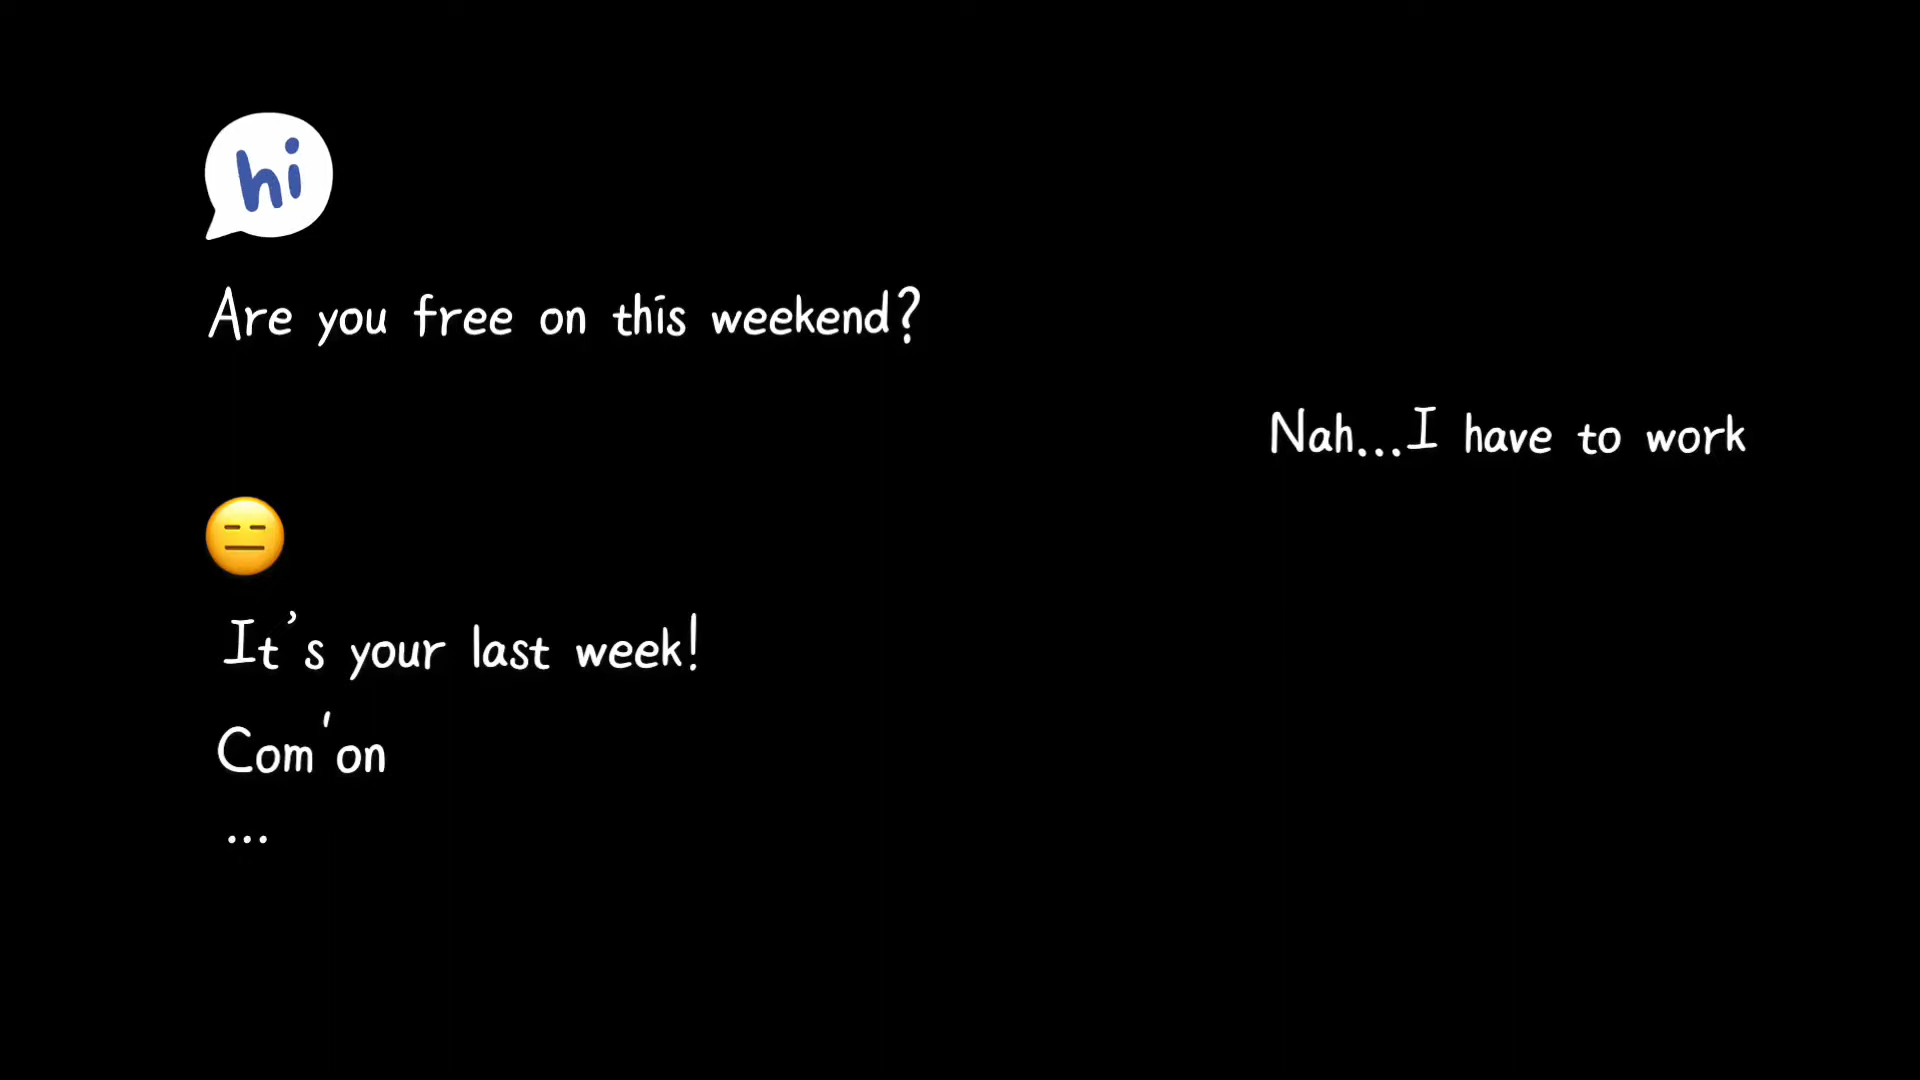 hi
Are you free on this weekend?
Nah...I have to work
It's your last week!
Com'on
...